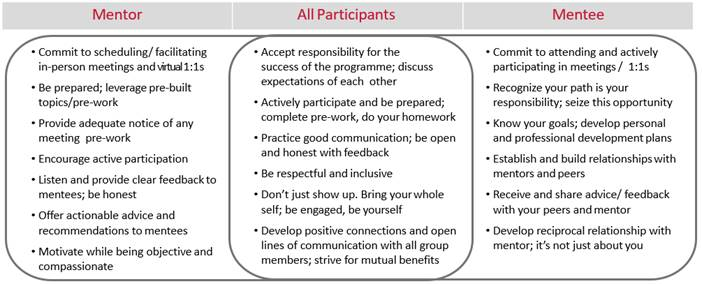 Mentor
All Participants
Mentee
• Commit to scheduling/ facilitating
in-person meetings and virtual 1:1s
• Be prepared; leverage pre-built
topics/pre-work
• Provide adequate notice of any
meeting pre-work
• Encourage active participation
• Listen and provide clear feedback to
mentees; be honest
• Offer actionable advice and
recommendations to mentees
• Motivate while being objective and
compassionate
• Accept responsibility for the
success of the programme; discuss
expectations of each other
• Actively participate and be prepared;
complete pre-work, do your homework
• Practice good communication; be open
and honest with feedback
• Be respectful and inclusive
• Don't just show up. Bring your whole
self; be engaged, be yourself
• Develop positive connections and open
lines of communication with all group
members; strive for mutual benefits
• Commit to attending and actively
participating in meetings / 1:1s
• Recognize your path is your
responsibility; seize this opportunity
• Know your goals; develop personal
and professional development plans
• Establish and build relationships with
mentors and peers
• Receive and share advice/ feedback
with your peers and mentor
• Develop reciprocal relationship with
mentor; it's not just about you